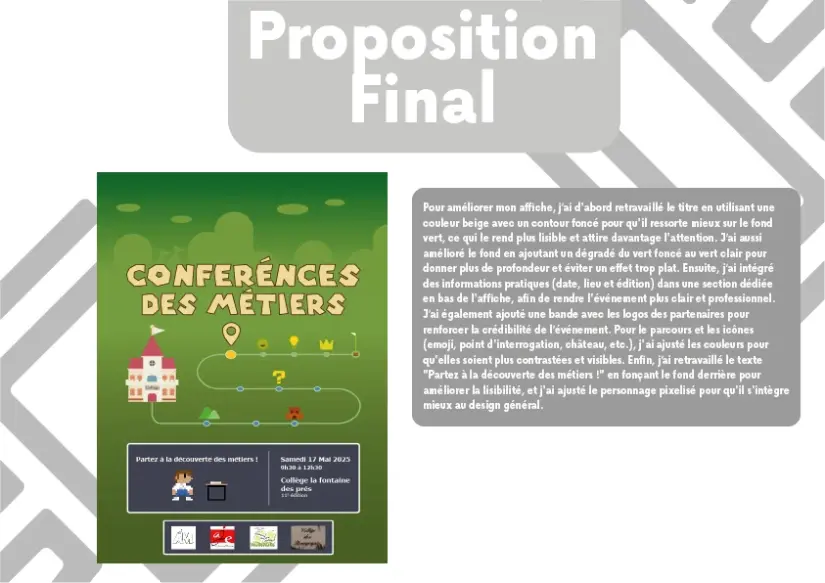 Proposition
Final
CONFERÉNCES
DES MÉTIERS
?
Partez à la découverte des métiers !
Samedi 17 Mai 2025
9h30 à 12h30
Collège la fontaine
des prés
11ᵉ édition
Pour améliorer mon affiche, j'ai d'abord retravaillé le titre en utilisant une
couleur beige avec un contour foncé pour qu'il ressorte mieux sur le fond
vert, ce qui le rend plus lisible et attire davantage l'attention. J'ai aussi
amélioré le fond en ajoutant un dégradé du vert foncé au vert clair pour
donner plus de profondeur et éviter un effet trop plat. Ensuite, j'ai intégré
des informations pratiques (date, lieu et édition) dans une section dédiée
en bas de l'affiche, afin de rendre l'événement plus clair et professionnel.
J'ai également ajouté une bande avec les logos des partenaires pour
renforcer la crédibilité de l'événement. Pour le parcours et les icônes
(emoji, point d'interrogation, château, etc.), j'ai ajusté les couleurs pour
qu'elles soient plus contrastées et visibles. Enfin, j'ai retravaillé le texte
"Partez à la découverte des métiers !" en fonçant le fond derrière pour
améliorer la lisibilité, et j'ai ajusté le personnage pixelisé pour qu'il s'intègre
mieux au design général.